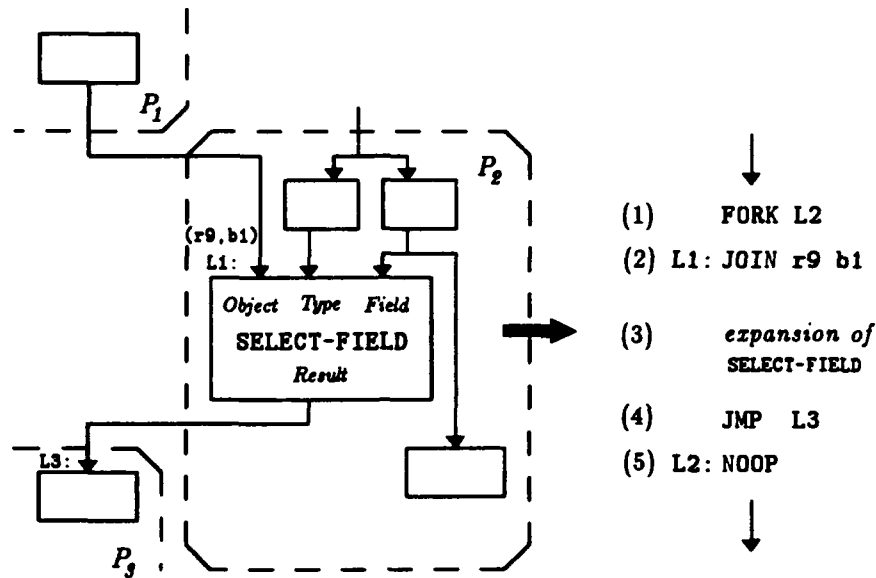 P1
P2
(r9,b1)
L1:
Object Type Field
SELECT-FIELD
Result
L3:
P3
(1) FORK L2
(2) L1: JOIN r9 b1
(3) expansion of
SELECT-FIELD
(4) JMP L3
(5) L2: NOOP